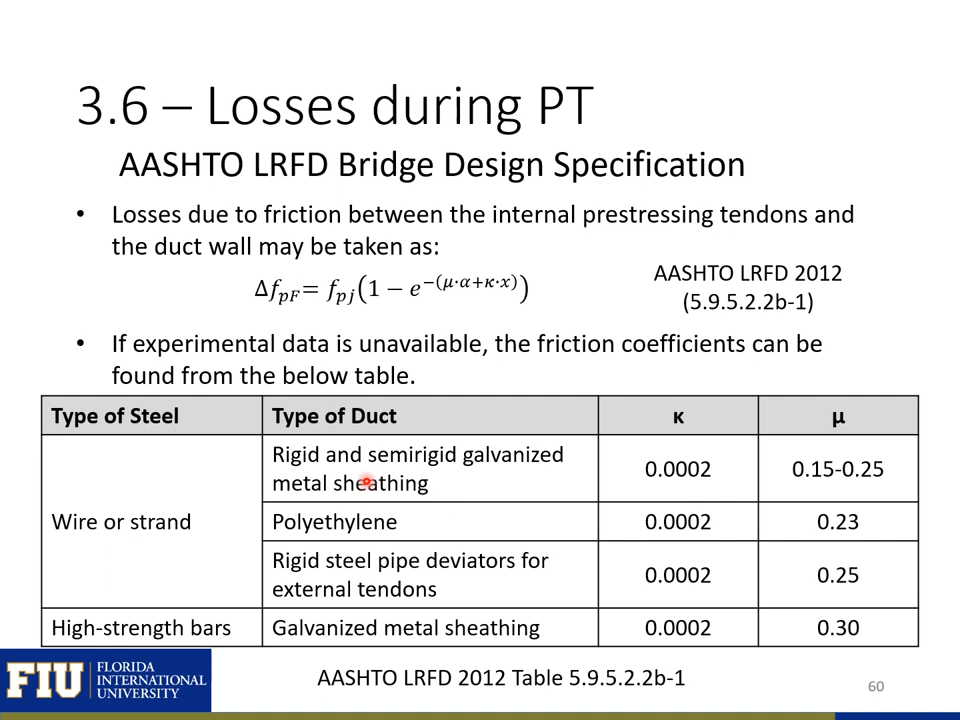 3.6 – Losses during PT
AASHTO LRFD Bridge Design Specification
• Losses due to friction between the internal prestressing tendons and
the duct wall may be taken as:
Δf_{pF} = f_{pj}(1 − e^{−(μ·α+κ·x)})
AASHTO LRFD 2012
(5.9.5.2.2b-1)
• If experimental data is unavailable, the friction coefficients can be
found from the below table.
Type of Steel Type of Duct κ μ
Rigid and semirigid galvanized
metal sheathing 0.0002 0.15-0.25
Wire or strand Polyethylene 0.0002 0.23
Rigid steel pipe deviators for
external tendons 0.0002 0.25
High-strength bars Galvanized metal sheathing 0.0002 0.30
FIU
FLORIDA
INTERNATIONAL
UNIVERSITY
AASHTO LRFD 2012 Table 5.9.5.2.2b-1
60